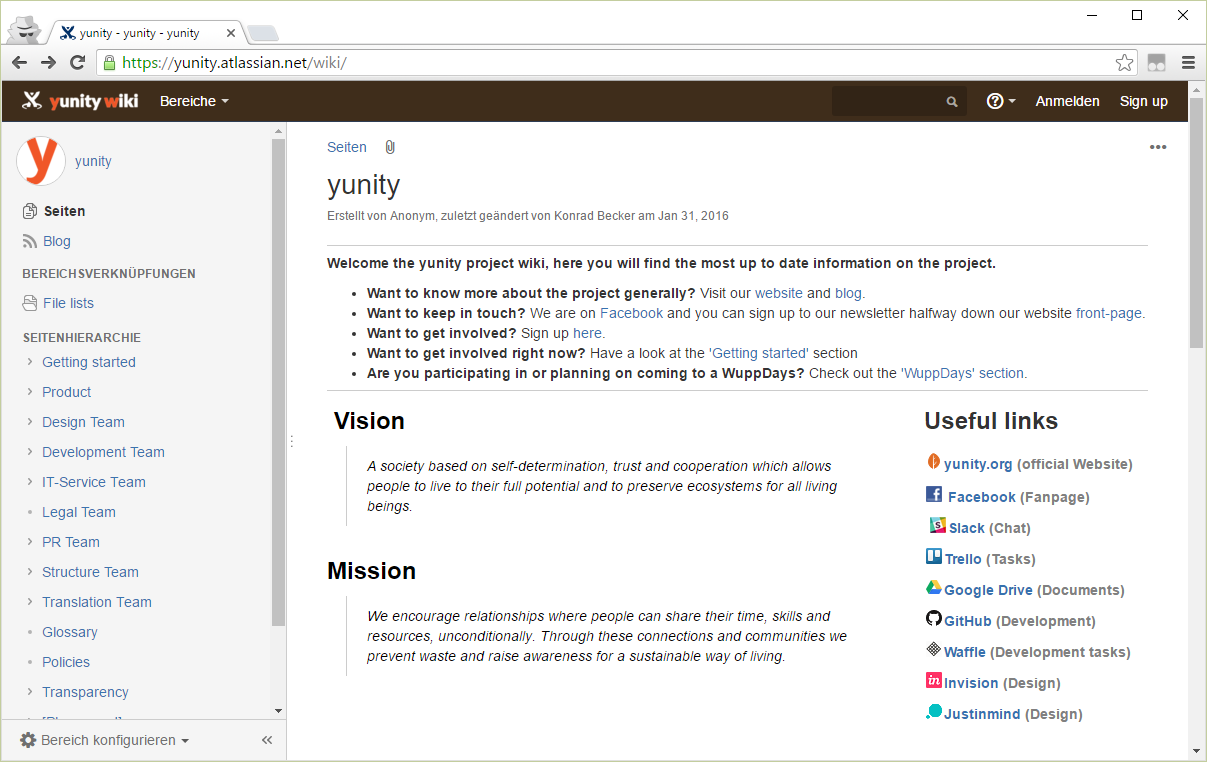 yunity - yunity - yunity
https://yunity.atlassian.net/wiki/
yunity wiki Bereiche Anmelden Sign up
yunity
Seiten
Blog
BEREICHSVERKNÜPFUNGEN
File lists
SEITENHIERARCHIE
Getting started
Product
Design Team
Development Team
IT-Service Team
Legal Team
PR Team
Structure Team
Translation Team
Glossary
Policies
Transparency
Bereich konfigurieren
Seiten
yunity
Erstellt von Anonym, zuletzt geändert von Konrad Becker am Jan 31, 2016
Welcome the yunity project wiki, here you will find the most up to date information on the project.
• Want to know more about the project generally? Visit our website and blog.
• Want to keep in touch? We are on Facebook and you can sign up to our newsletter halfway down our website front-page.
• Want to get involved? Sign up here.
• Want to get involved right now? Have a look at the 'Getting started' section
• Are you participating in or planning on coming to a WuppDays? Check out the 'WuppDays' section.
Vision
A society based on self-determination, trust and cooperation which allows
people to live to their full potential and to preserve ecosystems for all living
beings.
Mission
We encourage relationships where people can share their time, skills and
resources, unconditionally. Through these connections and communities we
prevent waste and raise awareness for a sustainable way of living.
Useful links
yunity.org (official Website)
Facebook (Fanpage)
Slack (Chat)
Trello (Tasks)
Google Drive (Documents)
GitHub (Development)
Waffle (Development tasks)
Invision (Design)
Justinmind (Design)